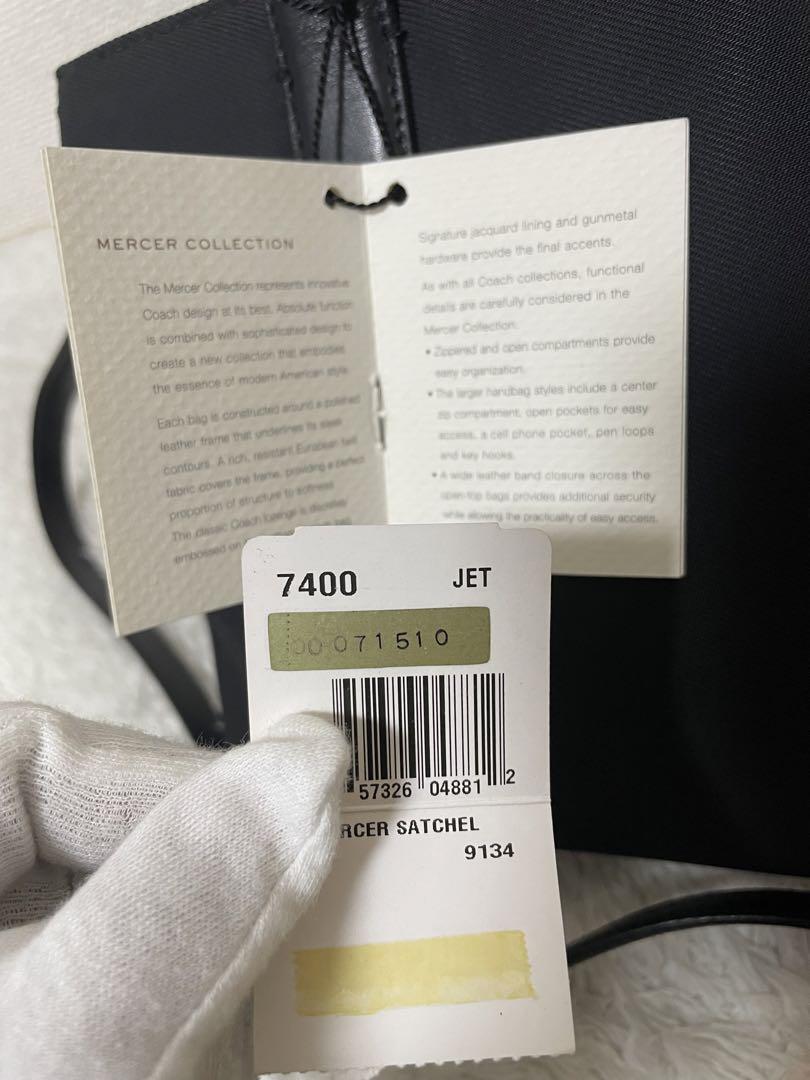 MERCER COLLECTION
The Mercer Collection represents innovative
Coach design at its best. Absolute function
is combined with sophisticated design to
create a new collection that embodies
the essence of modern American style.
Each bag is constructed around a polished
leather frame that underlines its sleek
contours. A rich, resistant European twill
fabric covers the frame, providing a perfect
proportion of structure to softness.
The classic Coach lozenge is discretely
embossed on
Signature jacquard lining and gunmetal
hardware provide the final accents.
As with all Coach collections, functional
details are carefully considered in the
Mercer Collection.
• Zippered and open compartments provide
easy organization.
• The larger handbag styles include a center
zip compartment, open pockets for easy
access, a cell phone pocket, pen loops
and key hooks.
• A wide leather band closure across the
open-top bags provides additional security
while allowing the practicality of easy access.
7400 JET
00071510
57326 04881 2
RCER SATCHEL
9134